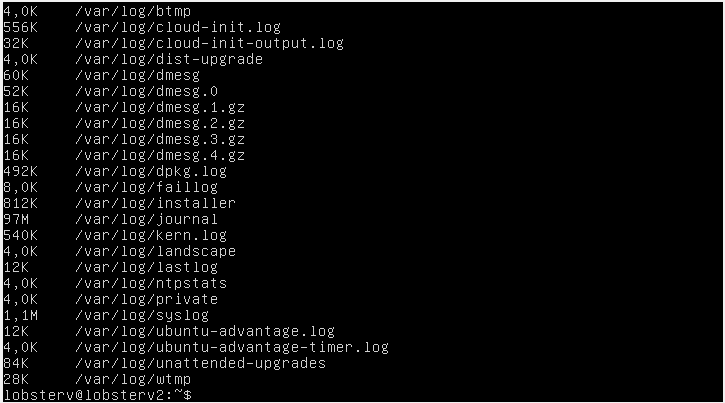 4,0K /var/log/btmp
556K /var/log/cloud-init.log
32K /var/log/cloud-init-output.log
4,0K /var/log/dist-upgrade
60K /var/log/dmesg
52K /var/log/dmesg.0
16K /var/log/dmesg.1.gz
16K /var/log/dmesg.2.gz
16K /var/log/dmesg.3.gz
16K /var/log/dmesg.4.gz
492K /var/log/dpkg.log
8,0K /var/log/faillog
812K /var/log/installer
97M /var/log/journal
540K /var/log/kern.log
4,0K /var/log/landscape
12K /var/log/lastlog
4,0K /var/log/ntpstats
4,0K /var/log/private
1,1M /var/log/syslog
12K /var/log/ubuntu-advantage.log
4,0K /var/log/ubuntu-advantage-timer.log
84K /var/log/unattended-upgrades
28K /var/log/wtmp
lobsterv@lobsterv2:~$